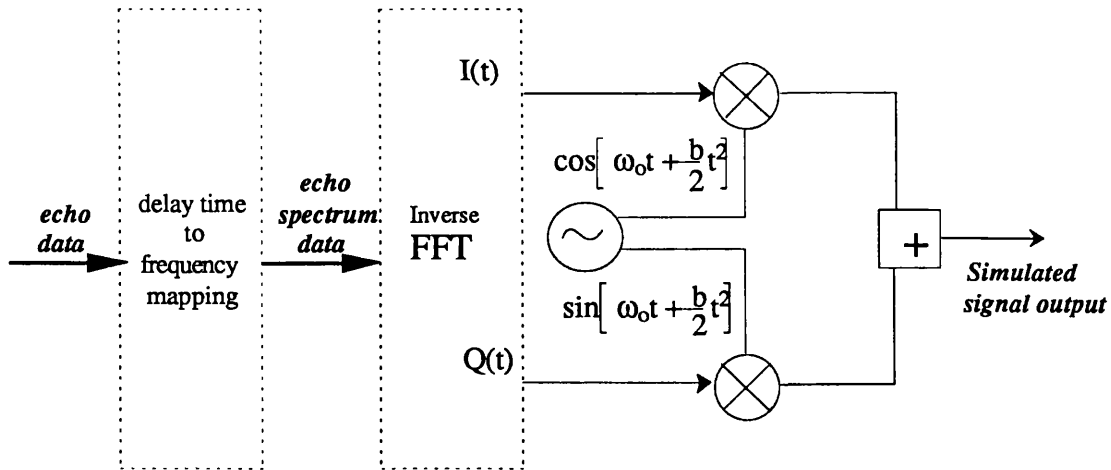 echo
data
delay time
to
frequency
mapping
echo
spectrum
data
Inverse
FFT
I(t)
Q(t)
cos[ ω₀t + b/2 t²]
sin[ ω₀t + b/2 t²]
+
Simulated
signal output